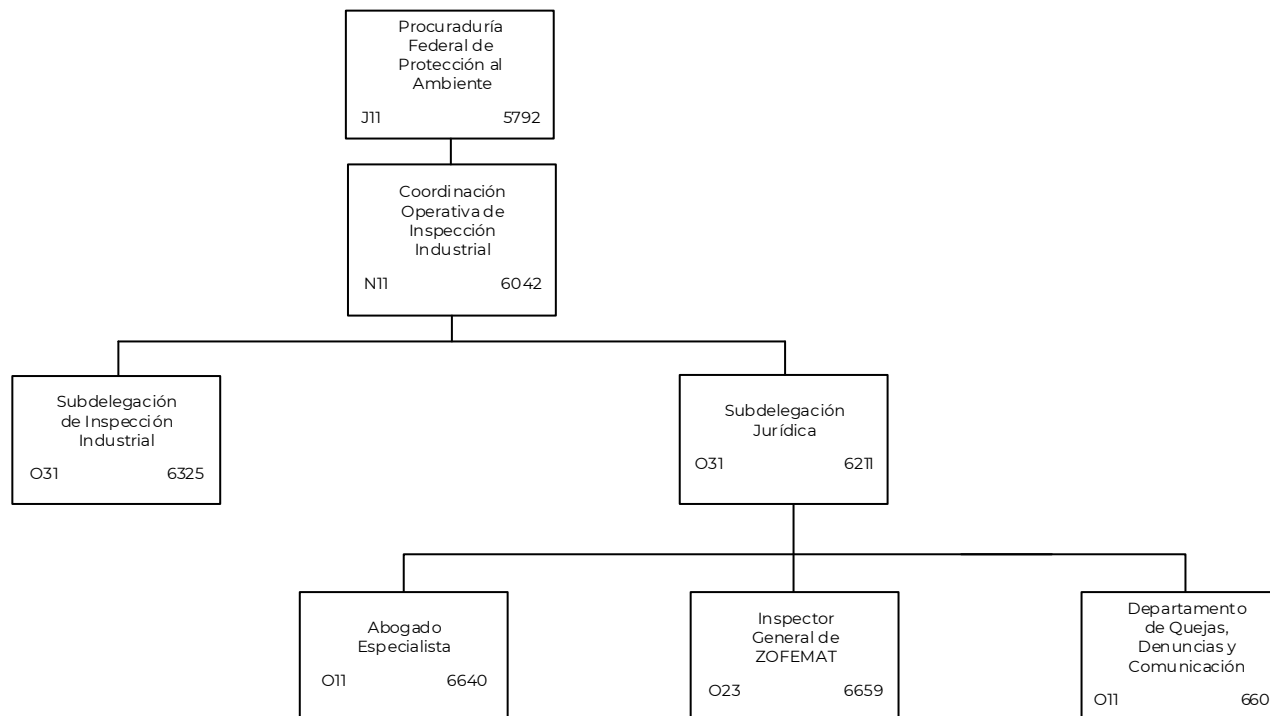 Procuraduría
Federal de
Protección al
Ambiente
J11 5792
Coordinación
Operativa de
Inspección
Industrial
N11 6042
Subdelegación
de Inspección
Industrial
O31 6325
Subdelegación
Jurídica
O31 6211
Abogado
Especialista
O11 6640
Inspector
General de
ZOFEMAT
O23 6659
Departamento
de Quejas,
Denuncias y
Comunicación
O11